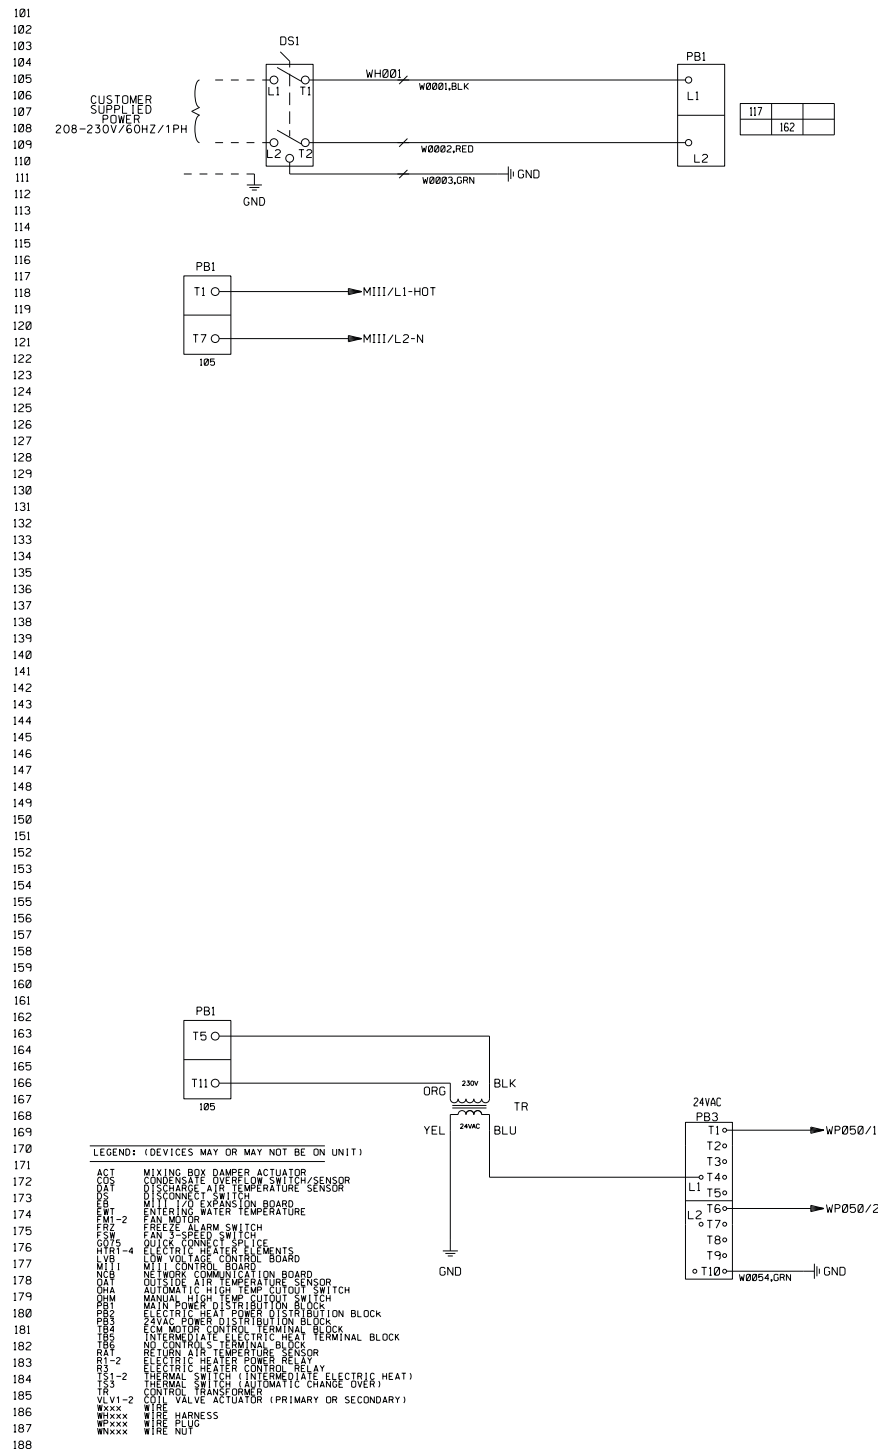 101
102
103
104
105
106
107
108
109
110
111
112
113
114
115
116
117
118
119
120
121
122
123
124
125
126
127
128
129
130
131
132
133
134
135
136
137
138
139
140
141
142
143
144
145
146
147
148
149
150
151
152
153
154
155
156
157
158
159
160
161
162
163
164
165
166
167
168
169
170
171
172
173
174
175
176
177
178
179
180
181
182
183
184
185
186
187
188
DS1
L1 T1
L2 T2
CUSTOMER
SUPPLIED
POWER
208-230V/60HZ/1PH
GND
WH001
W0001,BLK
W0002,RED
W0003,GRN
GND
PB1
L1
L2
117
162
PB1
T1
T7
105
MIII/L1-HOT
MIII/L2-N
PB1
T5
T11
105
ORG 230V BLK
TR
YEL 24VAC BLU
GND
24VAC
PB3
T1
T2
T3
T4
L1 T5
T6
L2 T7
T8
T9
T10
WP050/1
WP050/2
W0054,GRN
GND
LEGEND: (DEVICES MAY OR MAY NOT BE ON UNIT)
ACT MIXING BOX DAMPER ACTUATOR
COS CONDENSATE OVERFLOW SWITCH/SENSOR
DAT DISCHARGE AIR TEMPERATURE SENSOR
DS DISCONNECT SWITCH
EB MIII I/O EXPANSION BOARD
EWT ENTERING WATER TEMPERATURE
FM1-2 FAN MOTOR
FRZ FREEZE ALARM SWITCH
FSW FAN 3-SPEED SWITCH
GO75 QUICK CONNECT SPLICE
HTR1-4 ELECTRIC HEATER ELEMENTS
LVB LOW VOLTAGE CONTROL BOARD
MIII MIII CONTROL BOARD
NCB NETWORK COMMUNICATION BOARD
OAT OUTSIDE AIR TEMPERATURE SENSOR
OHA AUTOMATIC HIGH TEMP CUTOUT SWITCH
OHM MANUAL HIGH TEMP CUTOUT SWITCH
PB1 MAIN POWER DISTRIBUTION BLOCK
PB2 ELECTRIC HEAT POWER DISTRIBUTION BLOCK
PB3 24VAC POWER DISTRIBUTION BLOCK
TB4 ECM MOTOR CONTROL TERMINAL BLOCK
TB5 INTERMEDIATE ELECTRIC HEAT TERMINAL BLOCK
TB6 NO CONTROLS TERMINAL BLOCK
RAT RETURN AIR TEMPERTURE SENSOR
R1-2 ELECTRIC HEATER POWER RELAY
R3 ELECTRIC HEATER CONTROL RELAY
TS1-2 THERMAL SWITCH (INTERMEDIATE ELECTRIC HEAT)
TS3 THERMAL SWITCH (AUTOMATIC CHANGE OVER)
TR CONTROL TRANSFORMER
VLV1-2 COIL VALVE ACTUATOR (PRIMARY OR SECONDARY)
Wxxx WIRE
WHxxx WIRE HARNESS
WPxxx WIRE PLUG
WNxxx WIRE NUT